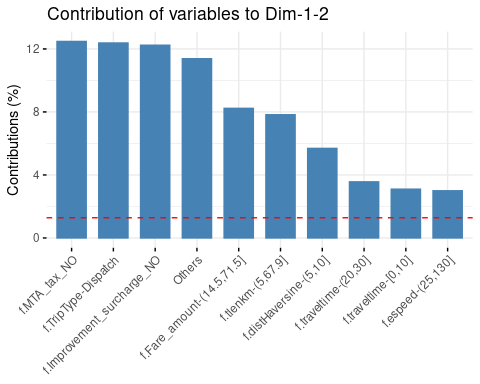 Contribution of variables to Dim-1-2
Contributions (%)
12
8
4
0
f.MTA_tax_NO
f.TripType-Dispatch
f.Improvement_surcharge_NO
Others
f.Fare_amount-(14.5,71.5]
f.tlenkm-(5,67.9]
f.distHaversine-(5,10]
f.traveltime-(20,30]
f.traveltime-[0,10]
f.espeed-(25,130]